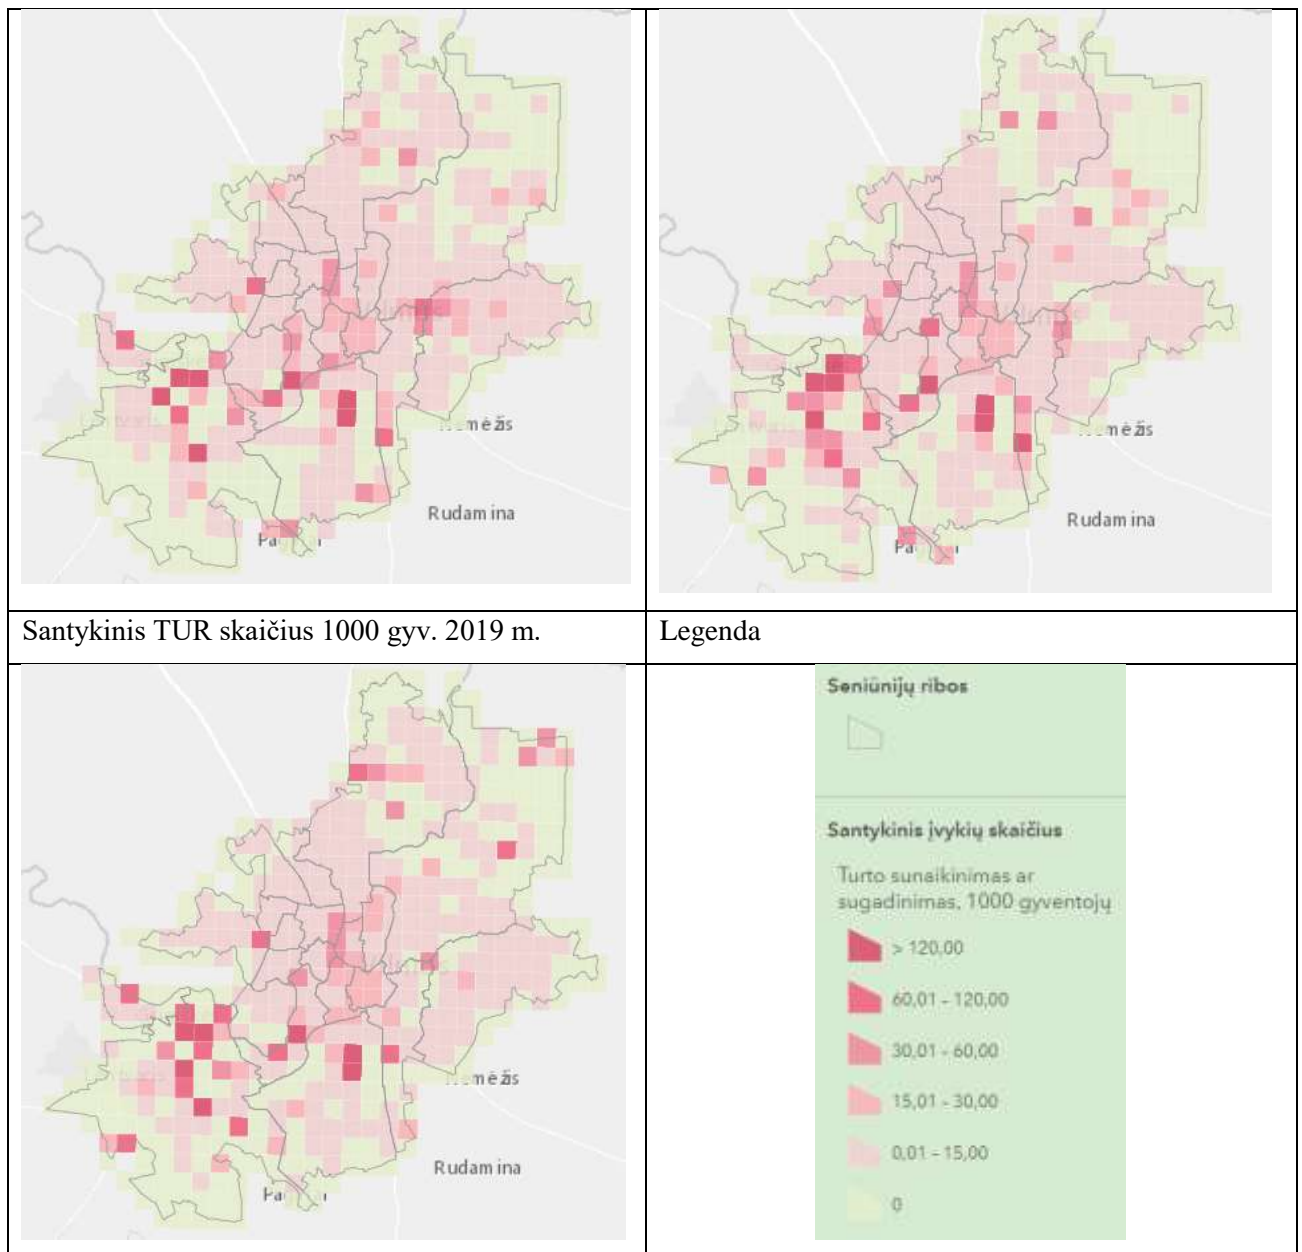 Rudamina
Rudamina
Santykinis TUR skaičius 1000 gyv. 2019 m.
Legenda
Rudamina
Seniūnijų ribos
Santykinis įvykių skaičius
Turto sunaikinimas ar
sugadinimas, 1000 gyventojų
> 120,00
60,01 - 120,00
30,01 - 60,00
15,01 - 30,00
0,01 - 15,00
0